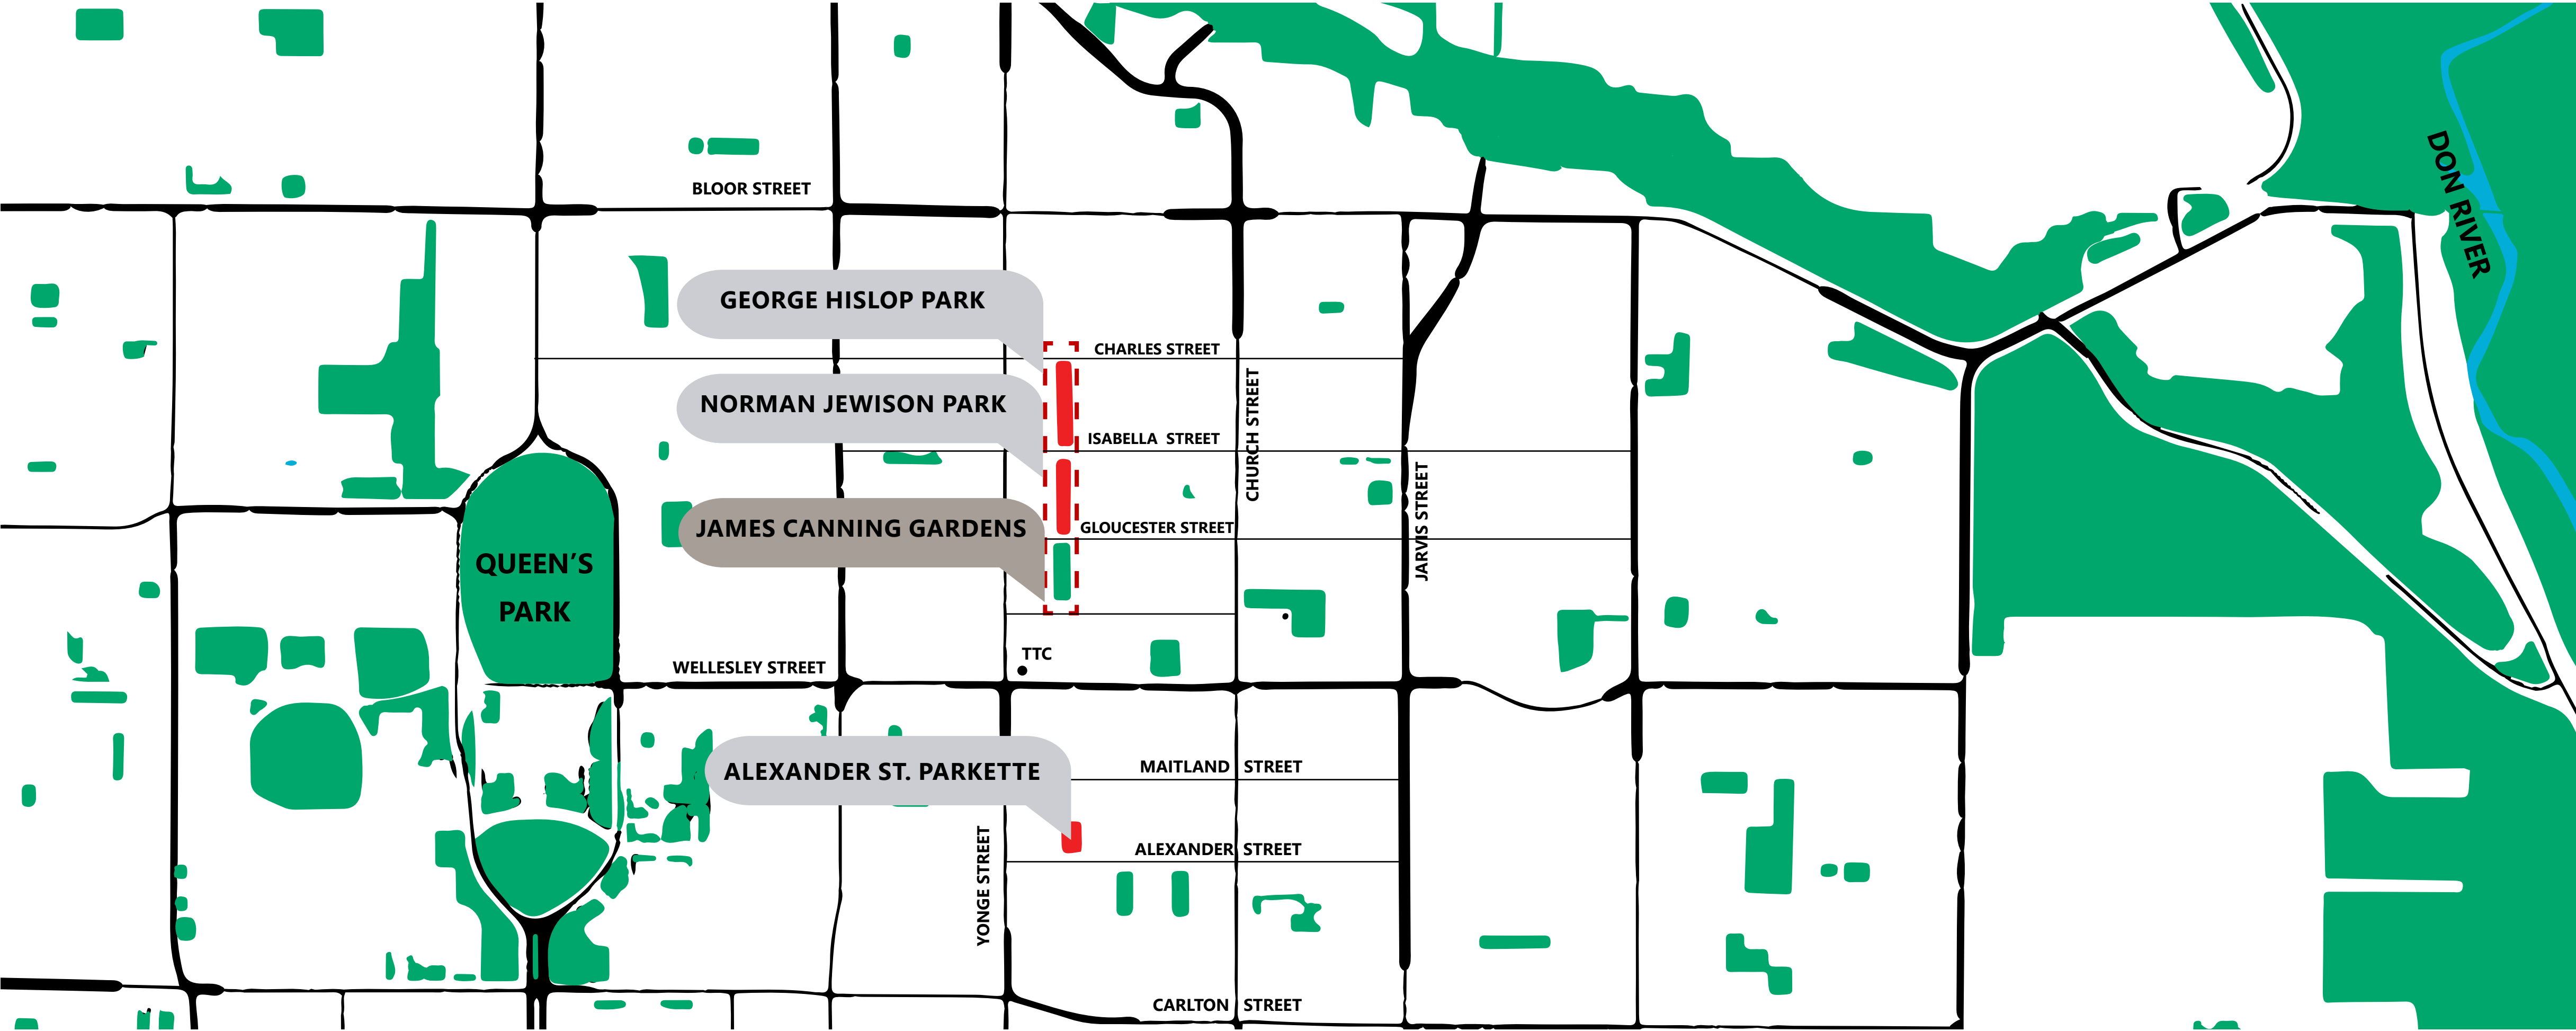 BLOOR STREET
DON RIVER
GEORGE HISLOP PARK
CHARLES STREET
NORMAN JEWISON PARK
CHURCH STREET
ISABELLA STREET
JARVIS STREET
JAMES CANNING GARDENS
GLOUCESTER STREET
QUEEN’S
PARK
TTC
WELLESLEY STREET
ALEXANDER ST. PARKETTE
MAITLAND STREET
YONGE STREET
ALEXANDER STREET
CARLTON STREET